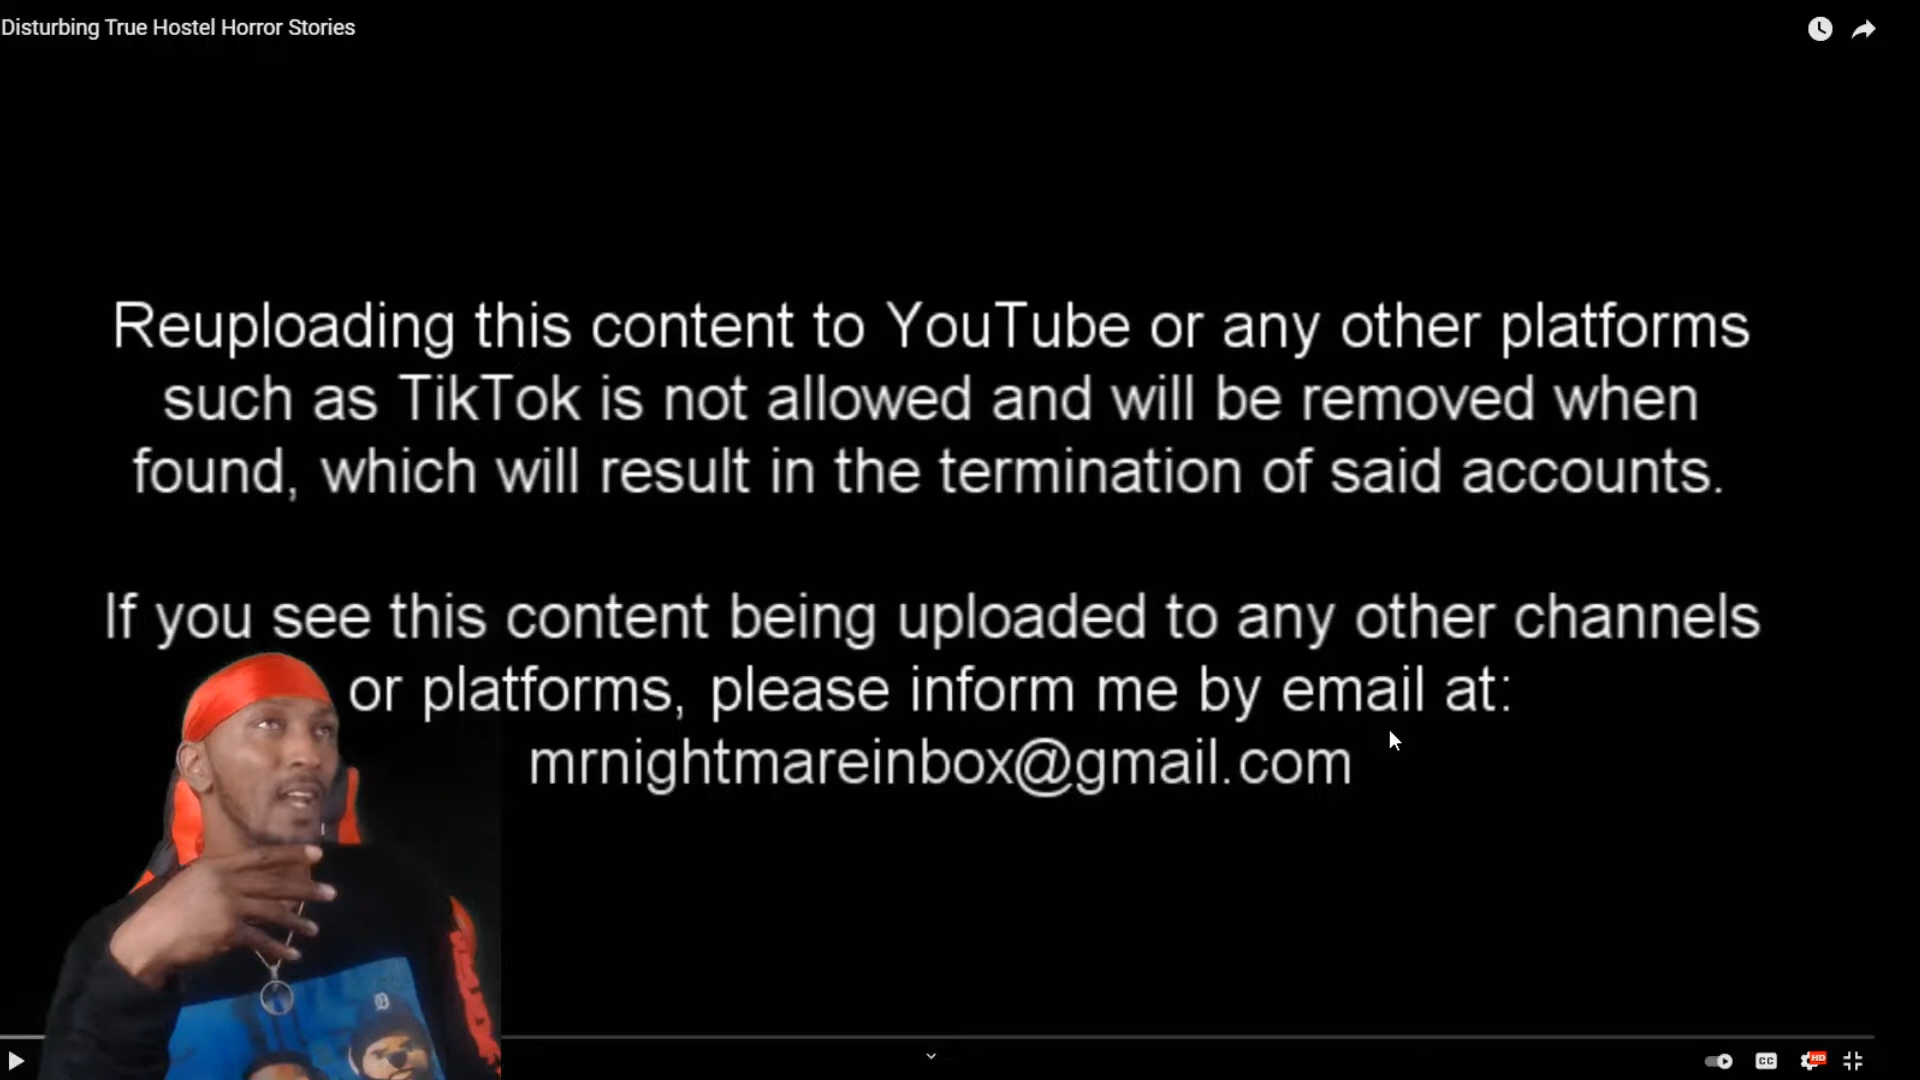 Disturbing True Hostel Horror Stories
Reuploading this content to YouTube or any other platforms
such as TikTok is not allowed and will be removed when
found, which will result in the termination of said accounts.
If you see this content being uploaded to any other channels
or platforms, please inform me by email at:
mrnightmareinbox@gmail.com
D
CC
HD